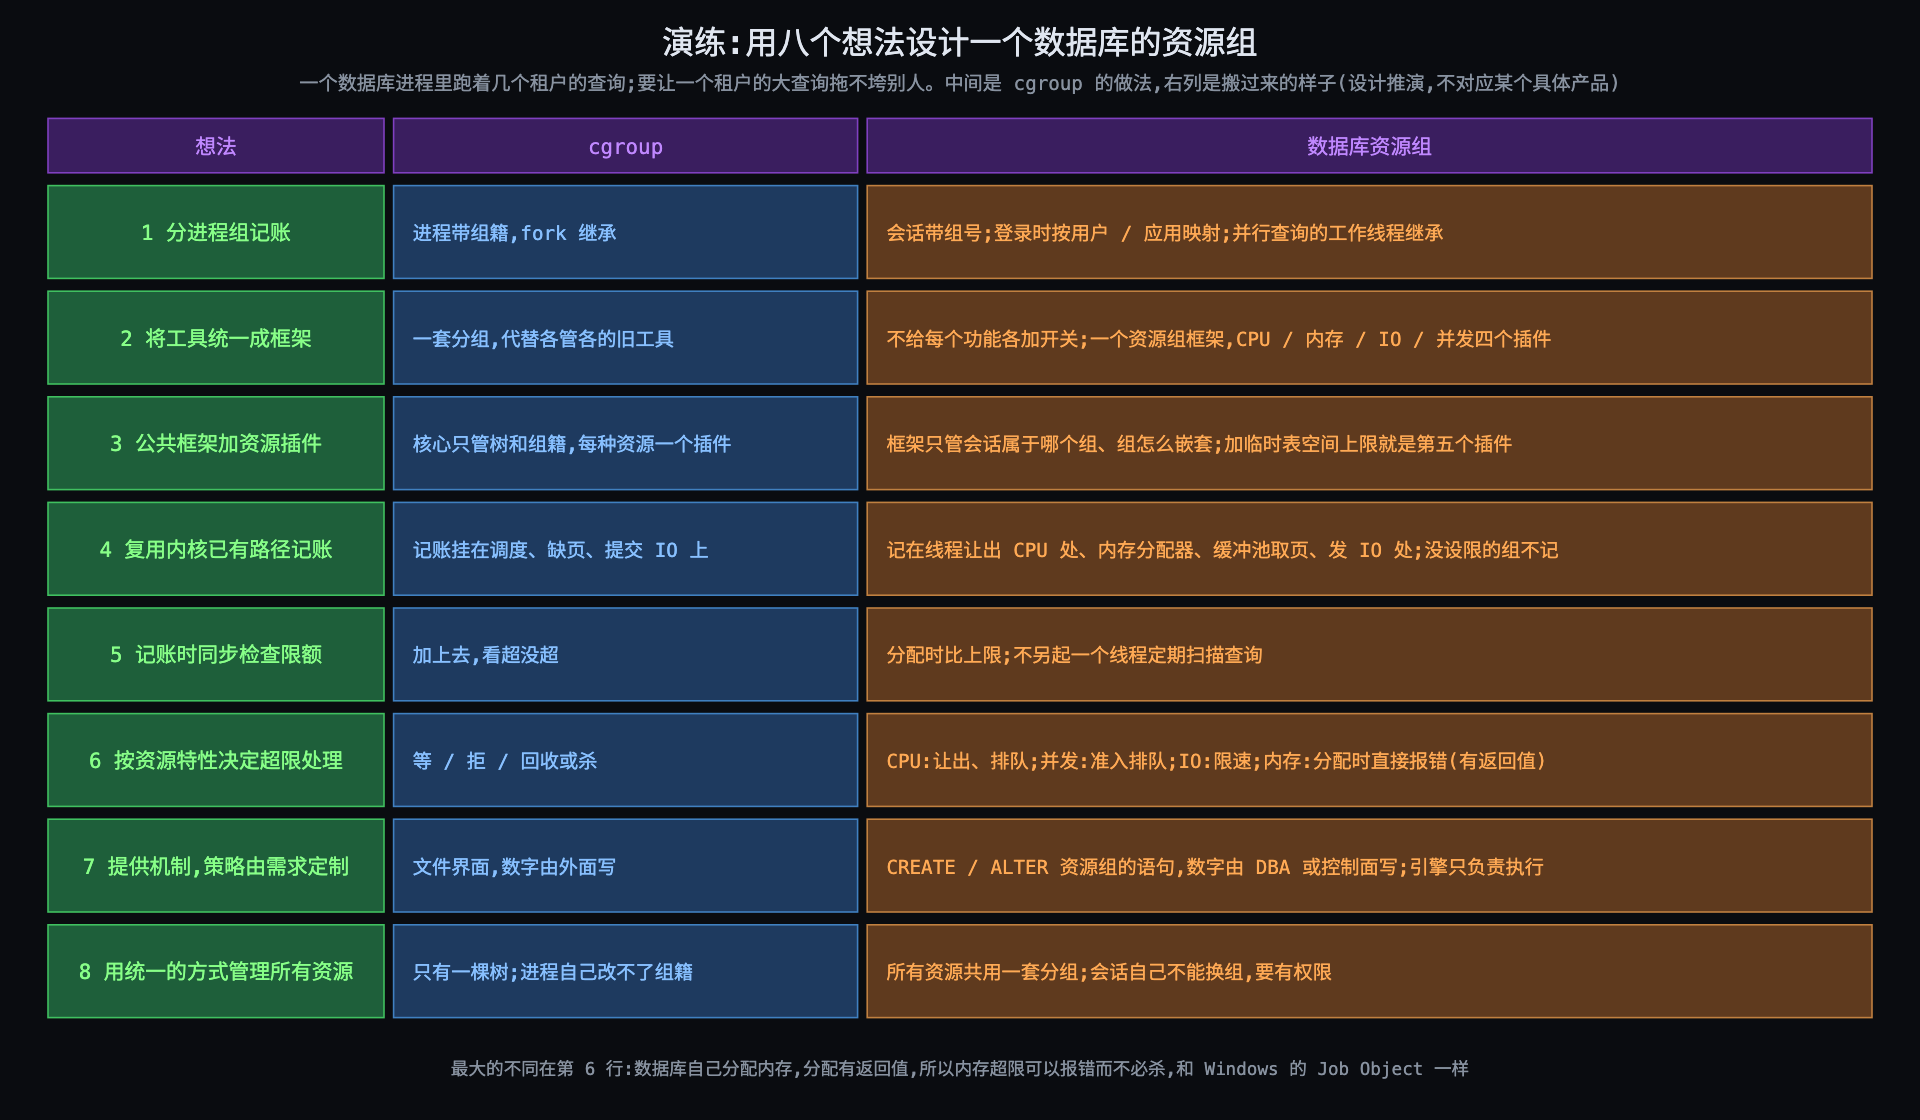 演练:用八个想法设计一个数据库的资源组
一个数据库进程里跑着几个租户的查询;要让一个租户的大查询拖不垮别人。中间是 cgroup 的做法,右列是搬过来的样子(设计推演,不对应某个具体产品)
想法
cgroup
数据库资源组
1 分进程组记账
进程带组籍,fork 继承
会话带组号;登录时按用户 / 应用映射;并行查询的工作线程继承
2 将工具统一成框架
一套分组,代替各管各的旧工具
不给每个功能各加开关;一个资源组框架,CPU / 内存 / IO / 并发四个插件
3 公共框架加资源插件
核心只管树和组籍,每种资源一个插件
框架只管会话属于哪个组、组怎么嵌套;加临时表空间上限就是第五个插件
4 复用内核已有路径记账
记账挂在调度、缺页、提交 IO 上
记在线程让出 CPU 处、内存分配器、缓冲池取页、发 IO 处;没设限的组不记
5 记账时同步检查限额
加上去,看超没超
分配时比上限;不另起一个线程定期扫描查询
6 按资源特性决定超限处理
等 / 拒 / 回收或杀
CPU:让出、排队;并发:准入排队;IO:限速;内存:分配时直接报错(有返回值)
7 提供机制,策略由需求定制
文件界面,数字由外面写
CREATE / ALTER 资源组的语句,数字由 DBA 或控制面写;引擎只负责执行
8 用统一的方式管理所有资源
只有一棵树;进程自己改不了组籍
所有资源共用一套分组;会话自己不能换组,要有权限
最大的不同在第 6 行:数据库自己分配内存,分配有返回值,所以内存超限可以报错而不必杀,和 Windows 的 Job Object 一样